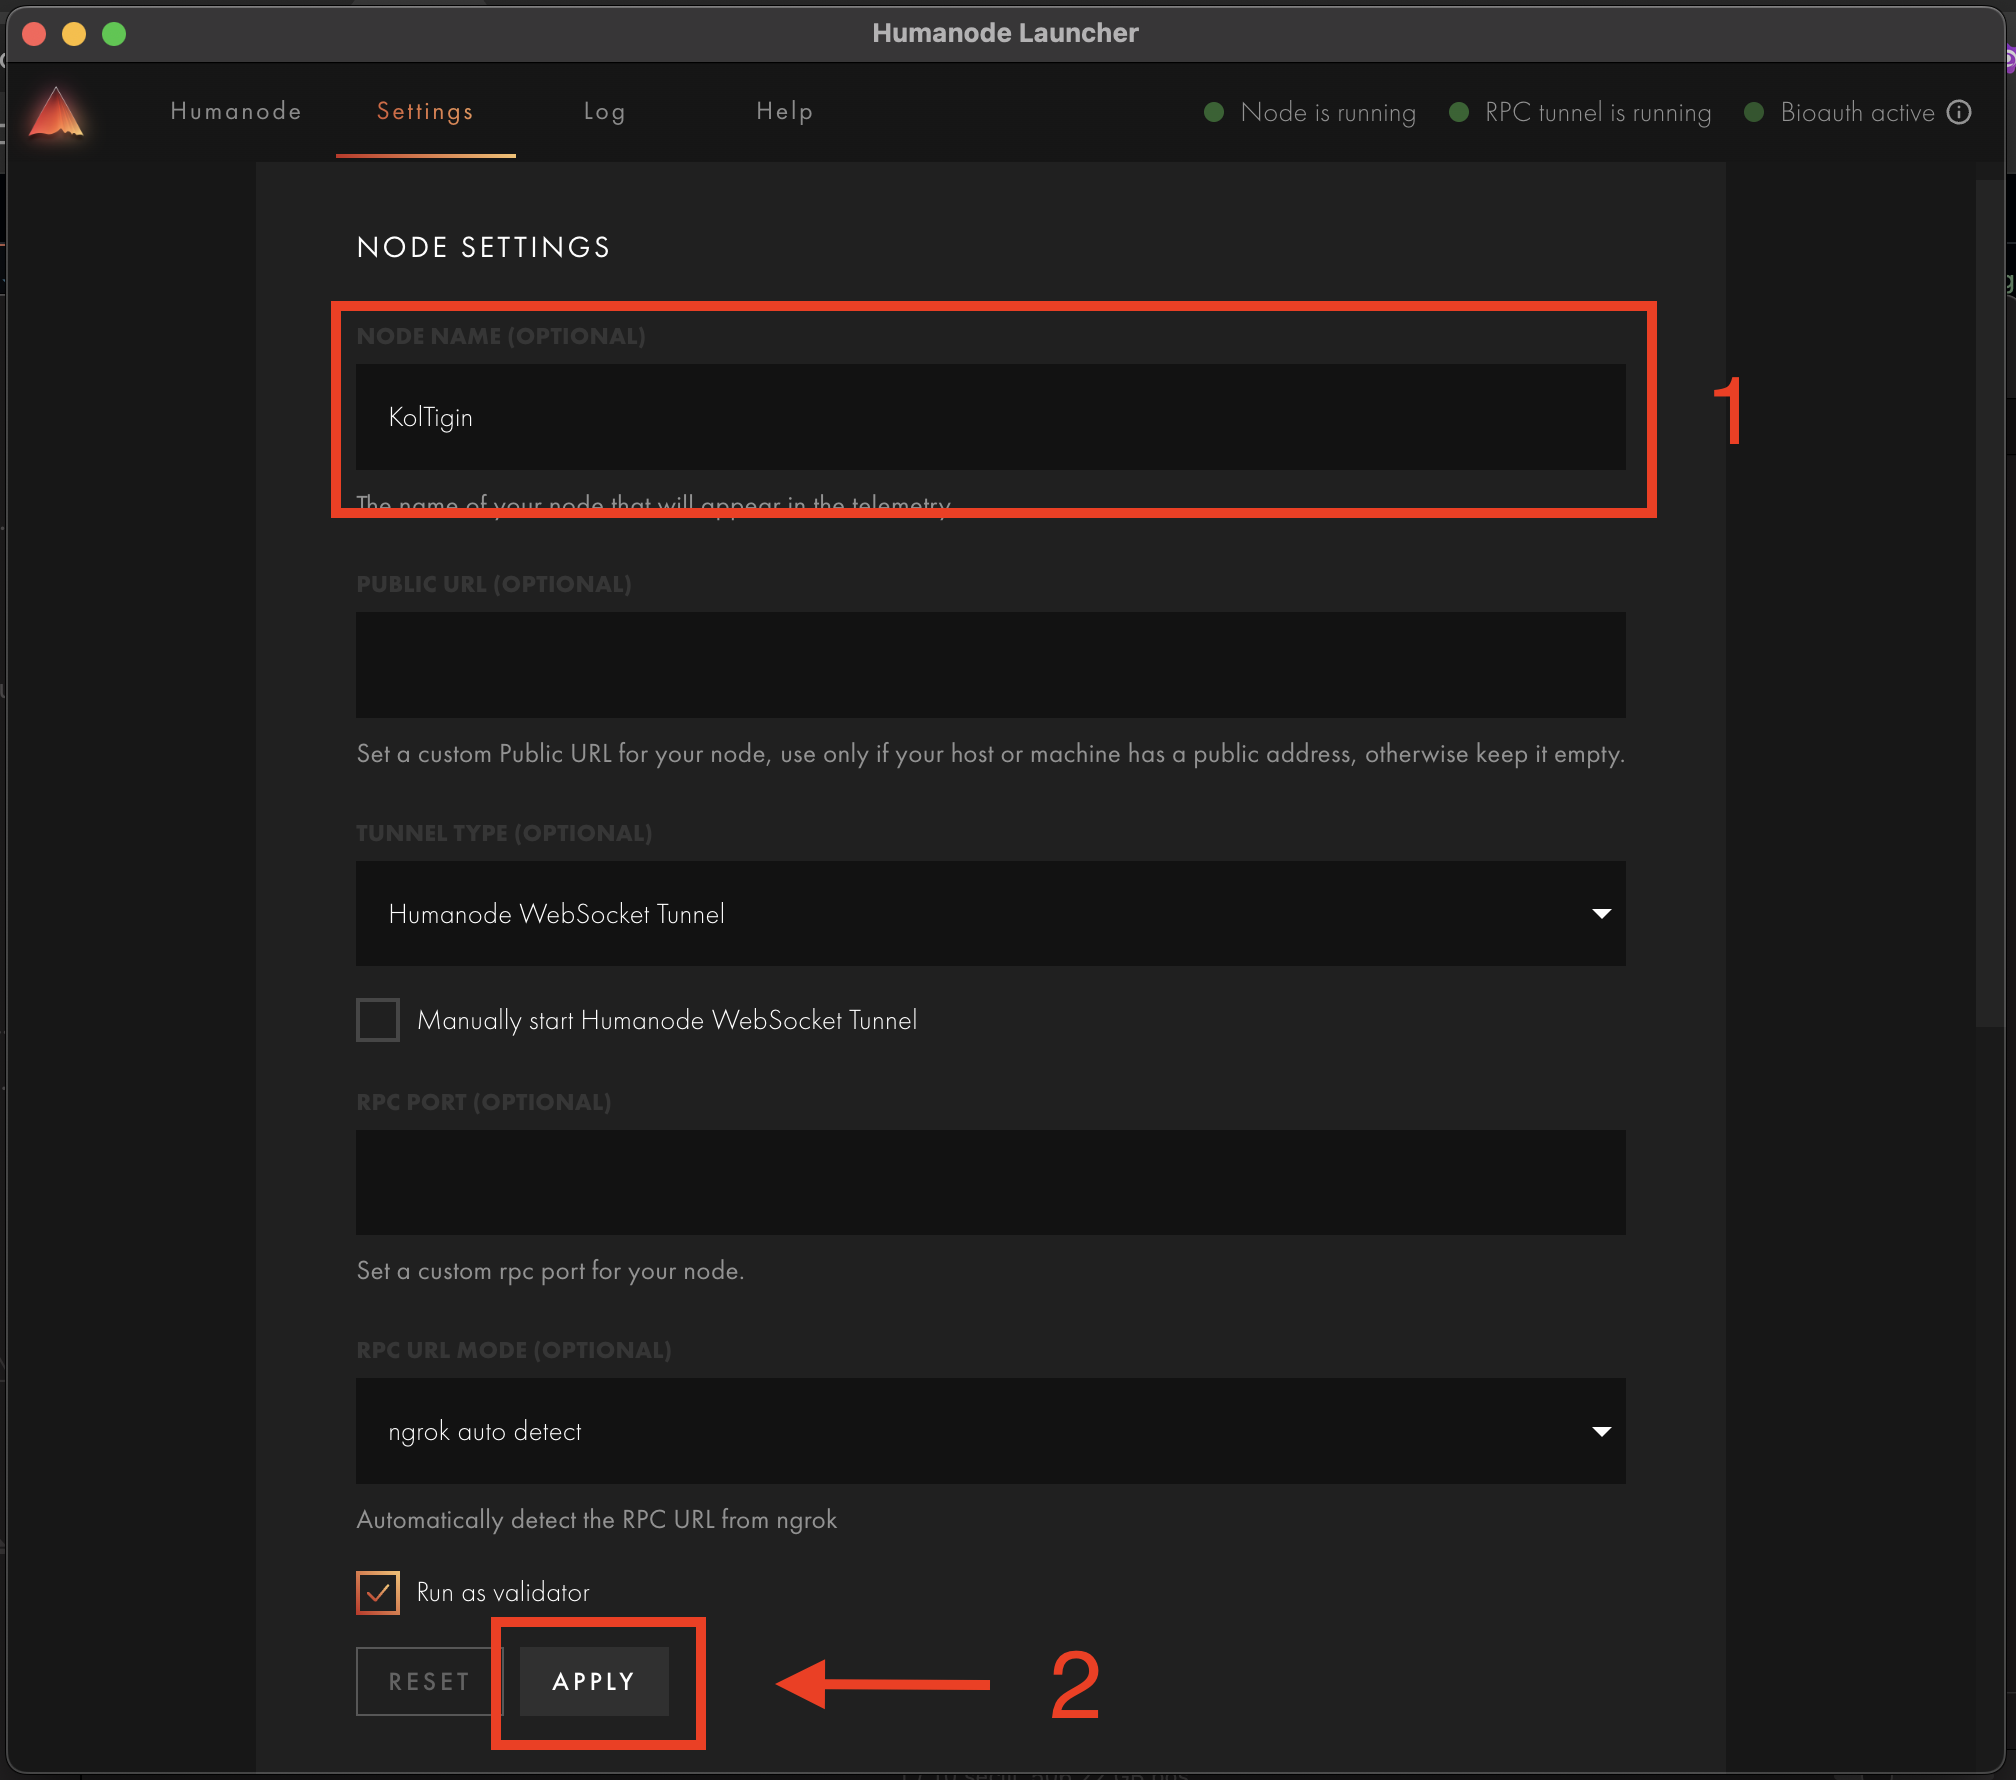 Humanode Launcher
Humanode Settings Log Help Node is running RPC tunnel is running Bioauth active
NODE SETTINGS
NODE NAME (OPTIONAL)
KolTigin
1
The name of your node that will appear in the telemetry
PUBLIC URL (OPTIONAL)
Set a custom Public URL for your node, use only if your host or machine has a public address, otherwise keep it empty.
TUNNEL TYPE (OPTIONAL)
Humanode WebSocket Tunnel
Manually start Humanode WebSocket Tunnel
RPC PORT (OPTIONAL)
Set a custom rpc port for your node.
RPC URL MODE (OPTIONAL)
ngrok auto detect
Automatically detect the RPC URL from ngrok
Run as validator
RESET APPLY 2